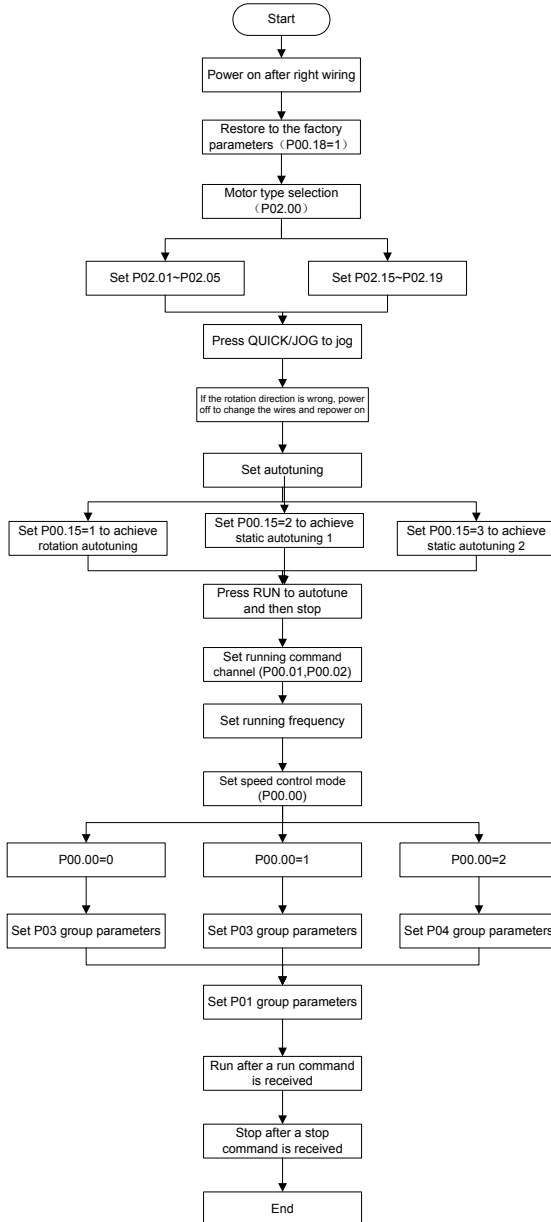 Start
Power on after right wiring
Restore to the factory
parameters（P00.18=1）
Motor type selection
（P02.00）
Set P02.01~P02.05
Set P02.15~P02.19
Press QUICK/JOG to jog
If the rotation direction is wrong, power
off to change the wires and repower on
Set autotuning
Set P00.15=1 to achieve
rotation autotuning
Set P00.15=2 to achieve
static autotuning 1
Set P00.15=3 to achieve
static autotuning 2
Press RUN to autotune
and then stop
Set running command
channel (P00.01,P00.02)
Set running frequency
Set speed control mode
(P00.00)
P00.00=0
P00.00=1
P00.00=2
Set P03 group parameters
Set P03 group parameters
Set P04 group parameters
Set P01 group parameters
Run after a run command
is received
Stop after a stop
command is received
End